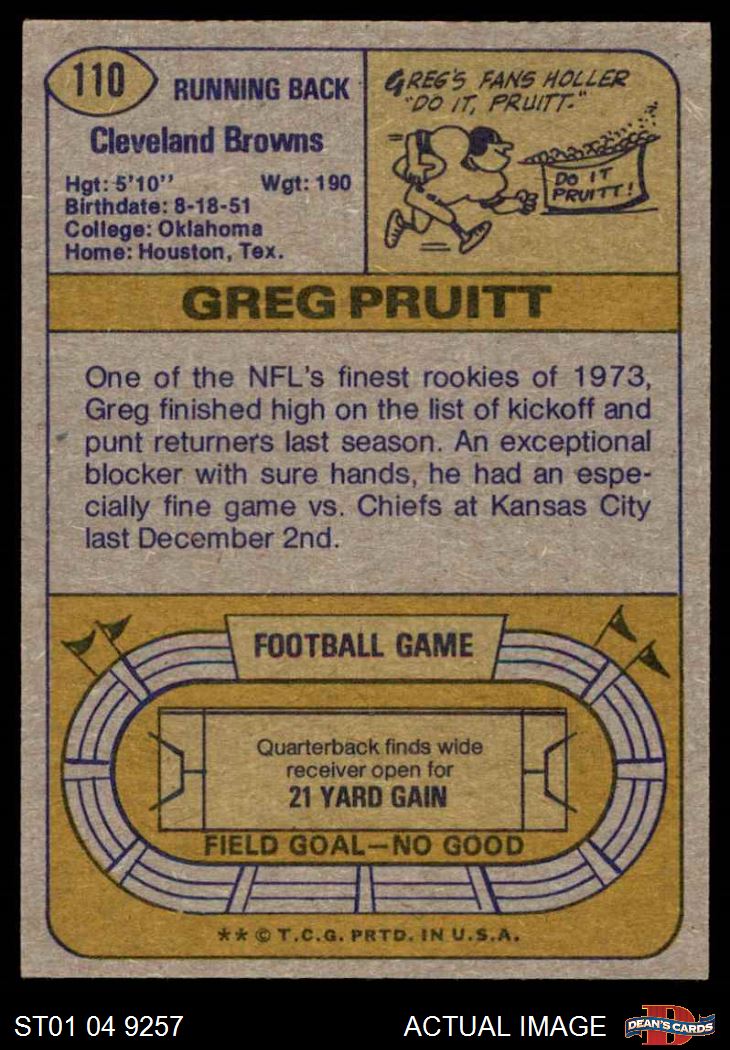 110
RUNNING BACK
Cleveland Browns
Hgt: 5'10" Wgt: 190
Birthdate: 8-18-51
College: Oklahoma
Home: Houston, Tex.
GREG'S FANS HOLLER
"DO IT, PRUITT."
DO IT
PRUITT!
GREG PRUITT
One of the NFL's finest rookies of 1973,
Greg finished high on the list of kickoff and
punt returners last season. An exceptional
blocker with sure hands, he had an espe-
cially fine game vs. Chiefs at Kansas City
last December 2nd.
FOOTBALL GAME
Quarterback finds wide
receiver open for
21 YARD GAIN
FIELD GOAL—NO GOOD
** © T.C.G. PRTD. IN U.S.A.
ST01 04 9257
ACTUAL IMAGE
D
DEAN'S CARDS